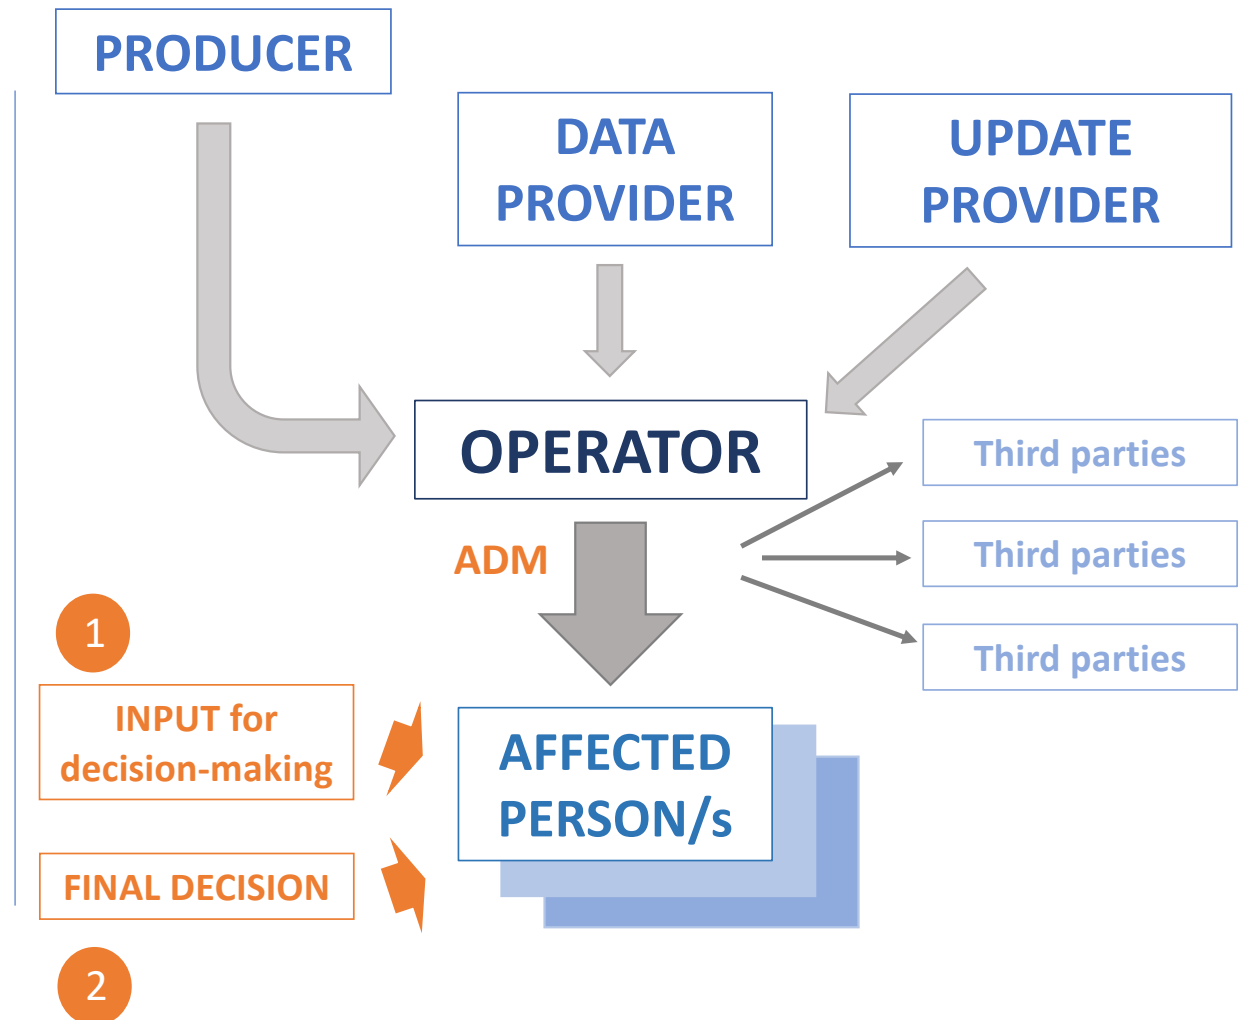 PRODUCER
DATA
PROVIDER
UPDATE
PROVIDER
OPERATOR
Third parties
ADM
Third parties
1
Third parties
INPUT for
decision-making
AFFECTED
PERSON/s
FINAL DECISION
2